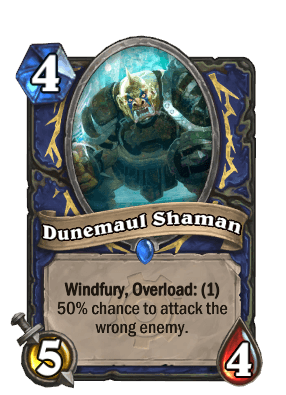 4
Dunemaul Shaman
Windfury, Overload: (1)
50% chance to attack the
wrong enemy.
5
4